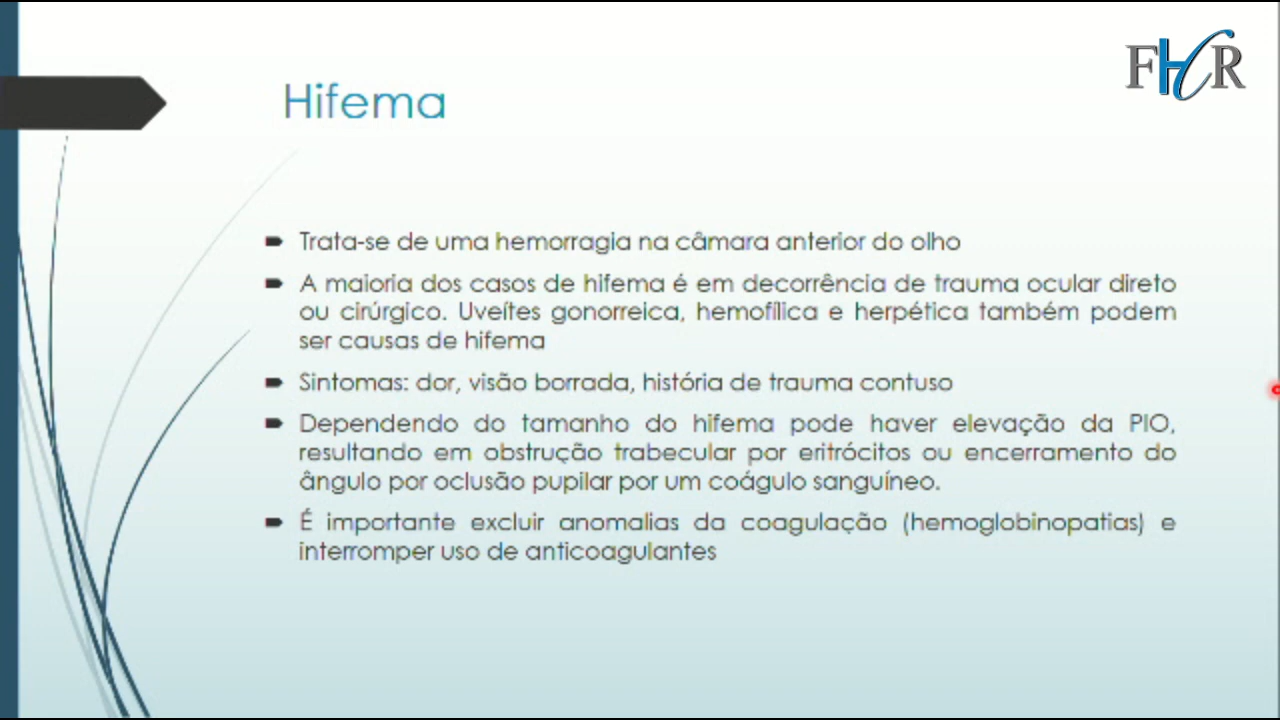 FHR
Hifema
Trata-se de uma hemorragia na câmara anterior do olho
A maioria dos casos de hifema é em decorrência de trauma ocular direto
ou cirúrgico. Uveítes gonorreica, hemofílica e herpética também podem
ser causas de hifema
Sintomas: dor, visão borrada, história de trauma contuso
Dependendo do tamanho do hifema pode haver elevação da PIO,
resultando em obstrução trabecular por eritrócitos ou encerramento do
ângulo por oclusão pupilar por um coágulo sanguíneo.
É importante excluir anomalias da coagulação (hemoglobinopatias) e
interromper uso de anticoagulantes